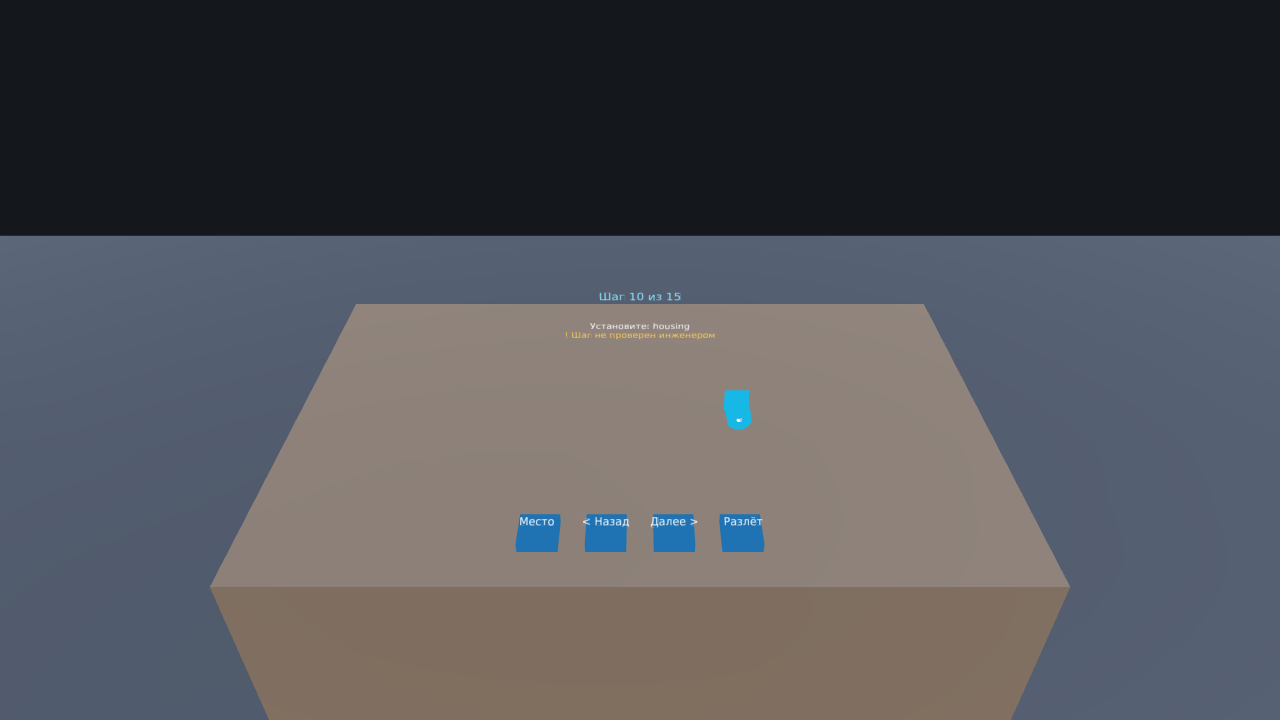 Шаг 10 из 15
Установите: housing
! Шаг не проверен инженером
Место
< Назад
Далее >
Разлёт